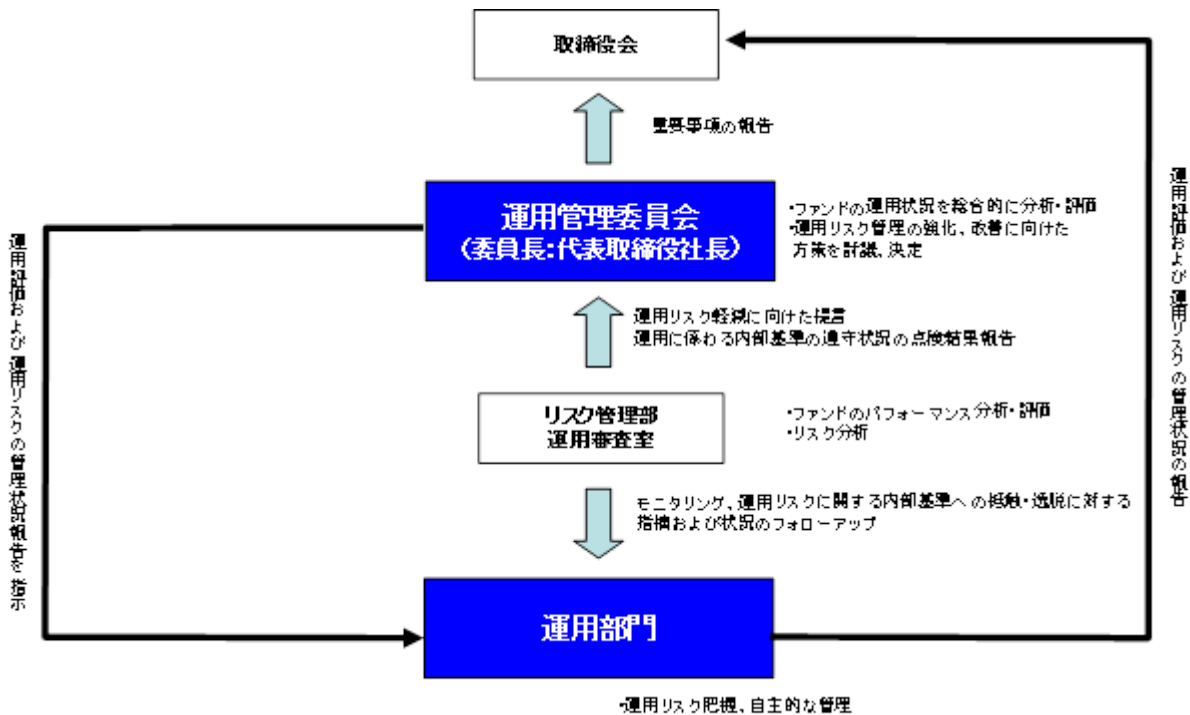 取締役会
重要事項の報告
運用管理委員会
(委員長:代表取締役社長)
・ファンドの運用状況を総合的に分析・評価
・運用リスク管理の強化、改善に向けた
方策を討議、決定
運用リスク軽減に向けた提言
運用に係わる内部基準の遵守状況の点検結果報告
リスク管理部
運用審査室
・ファンドのパフォーマンス分析・評価
・リスク分析
モニタリング、運用リスクに関する内部基準への抵触・逸脱に対する
指摘および状況のフォローアップ
運用部門
・運用リスク把握、自主的な管理
運用評価および運用リスクの管理状況報告を指示
運用評価および運用リスクの管理状況の報告